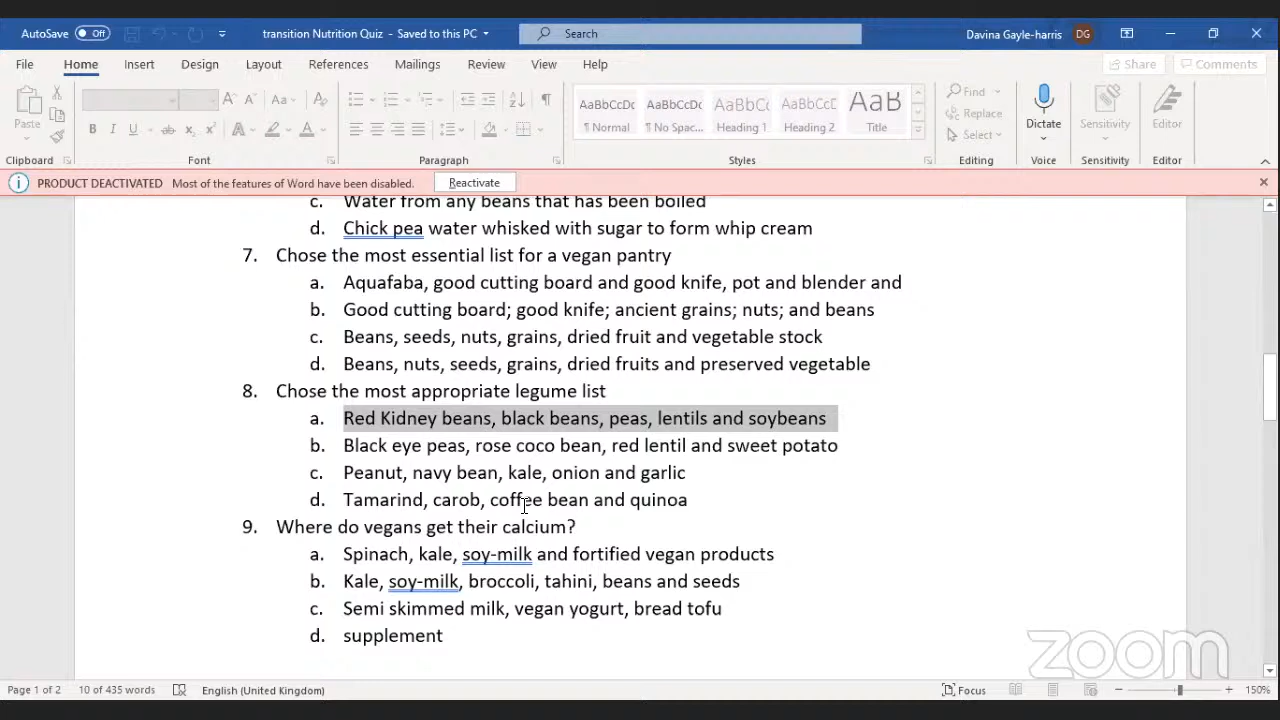 AutoSave Off transition Nutrition Quiz - Saved to this PC Search Davina Gayle-harris DG
File Home Insert Design Layout References Mailings Review View Help Share Comments
Paste
A A Aa A
B I U ab x2 x2 A A
AaBbCcDc AaBbCcDc AaBbCc AaBbCcD AaB
¶ Normal ¶ No Spac... Heading 1 Heading 2 Title
Find
Replace
Select
Dictate Sensitivity Editor
Clipboard Font Paragraph Styles Editing Voice Sensitivity Editor
PRODUCT DEACTIVATED Most of the features of Word have been disabled. Reactivate
c. Water from any beans that has been boiled
d. Chick pea water whisked with sugar to form whip cream
7. Chose the most essential list for a vegan pantry
a. Aquafaba, good cutting board and good knife, pot and blender and
b. Good cutting board; good knife; ancient grains; nuts; and beans
c. Beans, seeds, nuts, grains, dried fruit and vegetable stock
d. Beans, nuts, seeds, grains, dried fruits and preserved vegetable
8. Chose the most appropriate legume list
a. Red Kidney beans, black beans, peas, lentils and soybeans
b. Black eye peas, rose coco bean, red lentil and sweet potato
c. Peanut, navy bean, kale, onion and garlic
d. Tamarind, carob, coffee bean and quinoa
9. Where do vegans get their calcium?
a. Spinach, kale, soy-milk and fortified vegan products
b. Kale, soy-milk, broccoli, tahini, beans and seeds
c. Semi skimmed milk, vegan yogurt, bread tofu
d. supplement
zoom
Page 1 of 2 10 of 435 words English (United Kingdom) Focus 150%